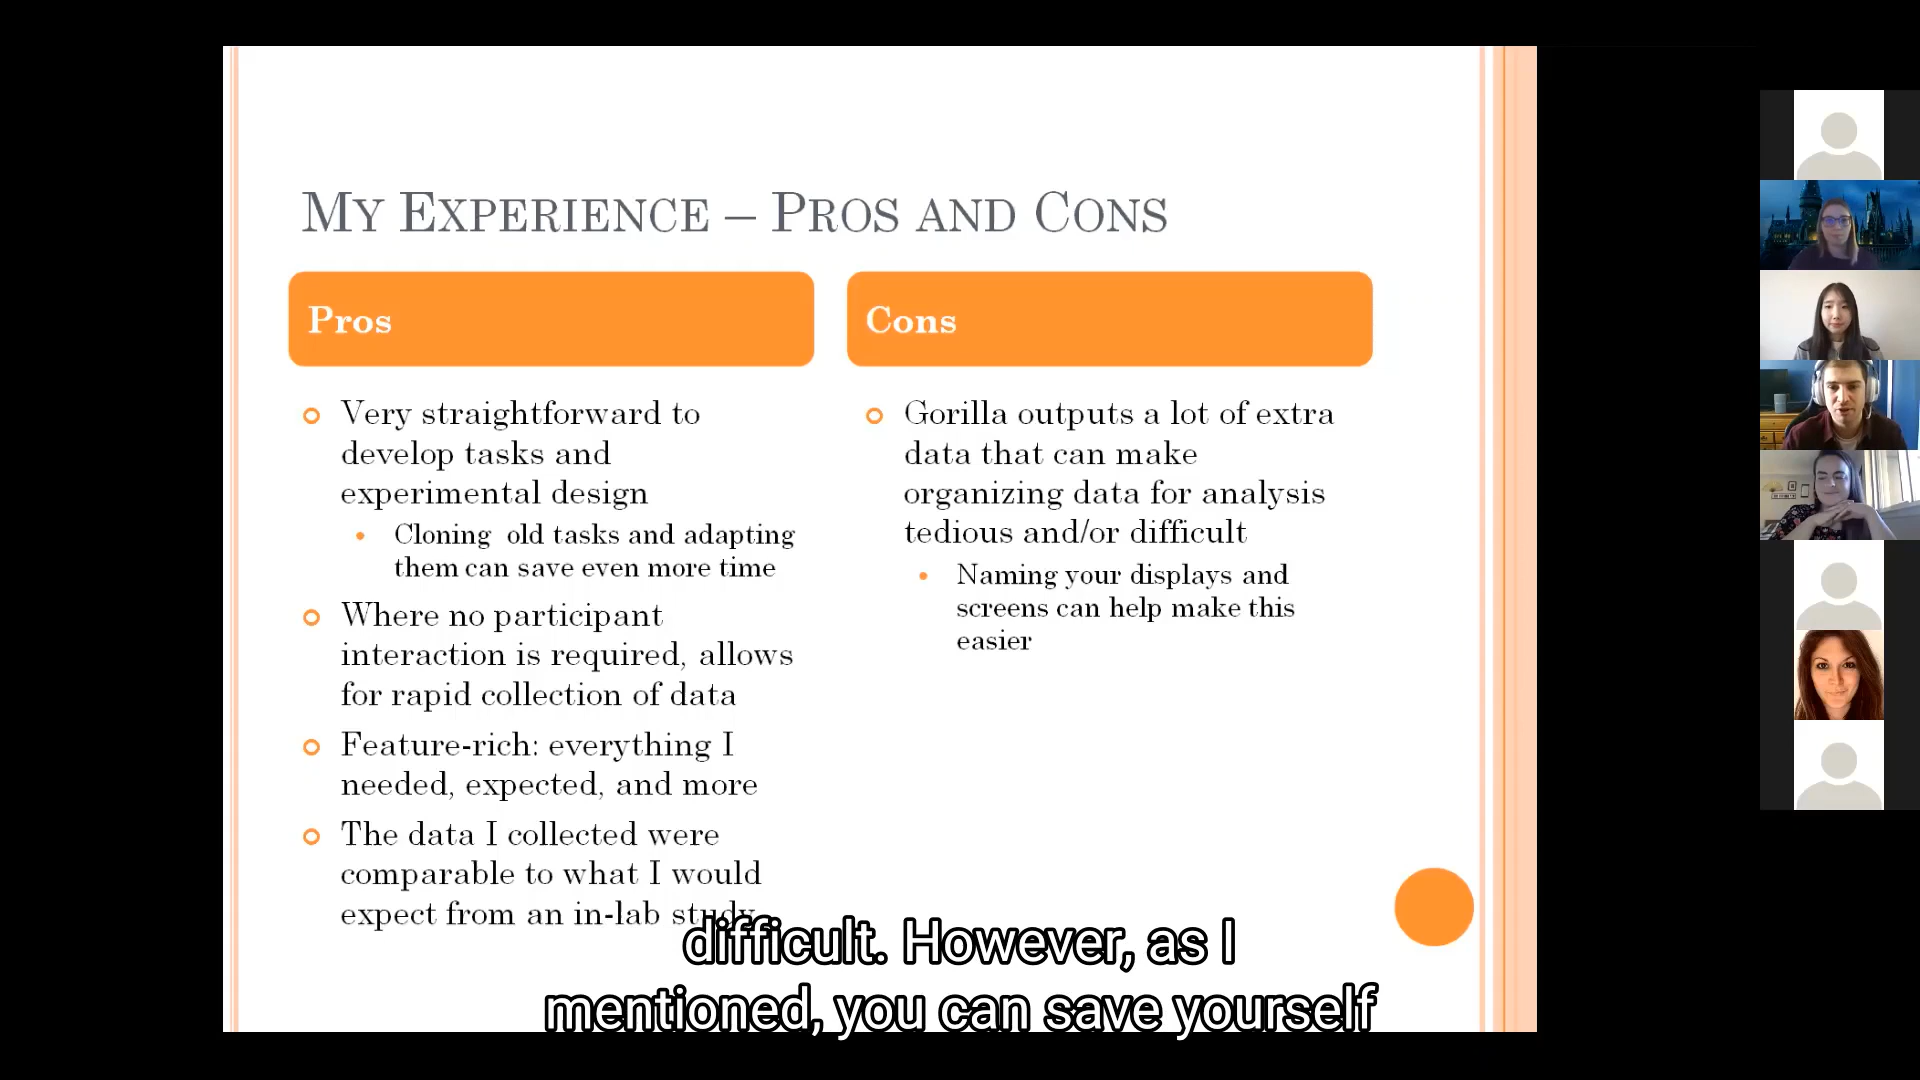 My Experience – Pros and Cons
Pros
Very straightforward to
develop tasks and
experimental design
Cloning old tasks and adapting
them can save even more time
Where no participant
interaction is required, allows
for rapid collection of data
Feature-rich: everything I
needed, expected, and more
The data I collected were
comparable to what I would
expect from an in-lab study
Cons
Gorilla outputs a lot of extra
data that can make
organizing data for analysis
tedious and/or difficult
Naming your displays and
screens can help make this
easier
difficult. However, as I
mentioned, you can save yourself